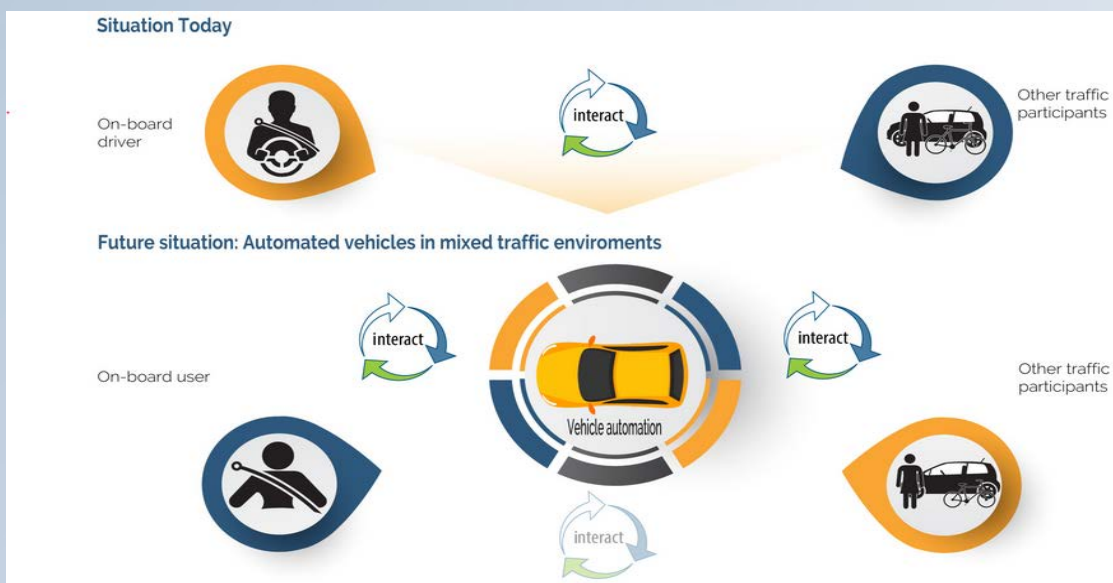 Situation Today
On-board
driver
interact
Other traffic
participants
Future situation: Automated vehicles in mixed traffic enviroments
interact
interact
On-board user
Other traffic
participants
Vehicle automation
interact